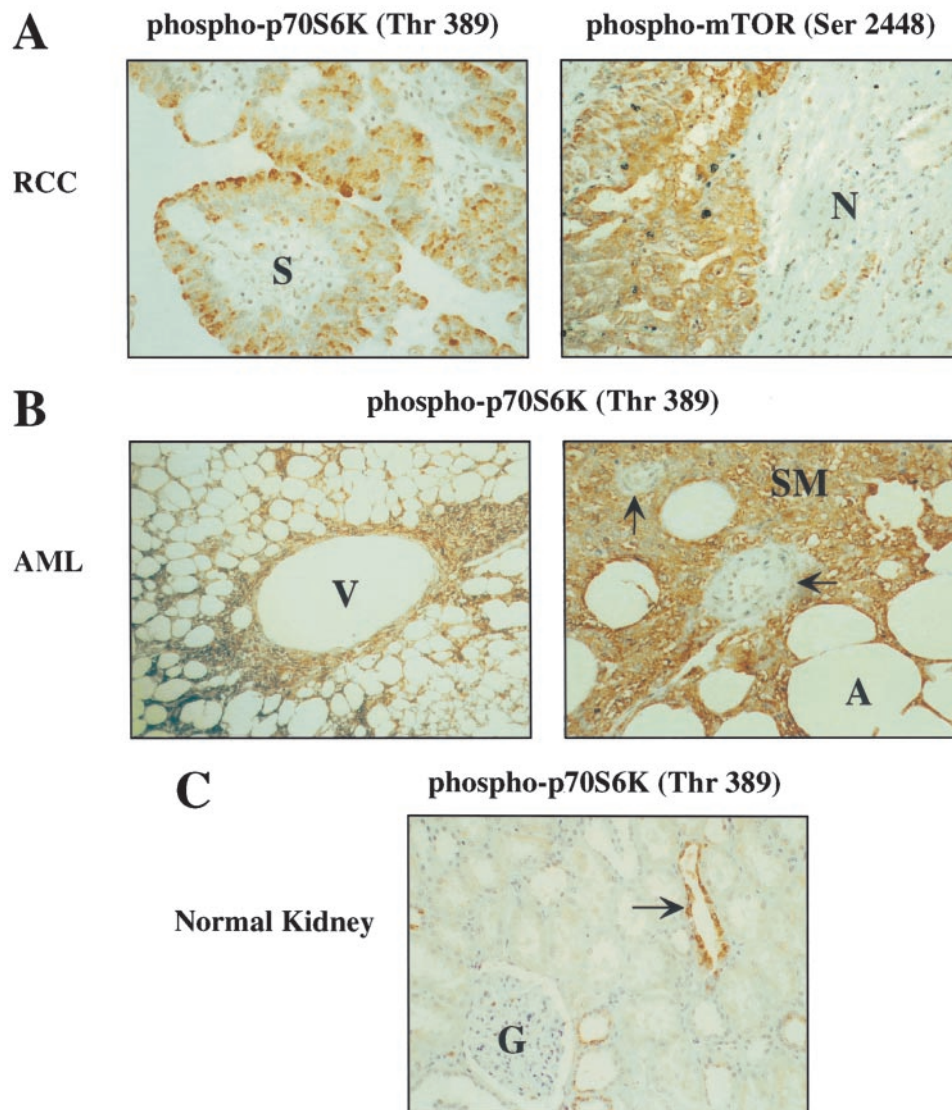 A
phospho-p70S6K (Thr 389)
phospho-mTOR (Ser 2448)
RCC
S
N
B
phospho-p70S6K (Thr 389)
AML
V
SM
A
C
phospho-p70S6K (Thr 389)
Normal Kidney
G